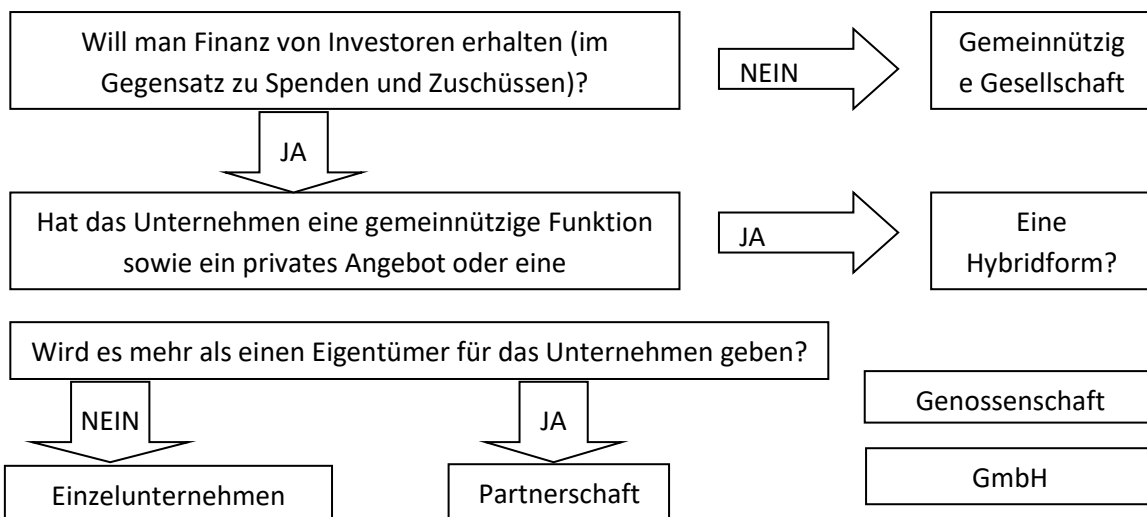 Will man Finanz von Investoren erhalten (im
Gegensatz zu Spenden und Zuschüssen)?
NEIN
Gemeinnützig
e Gesellschaft
JA
Hat das Unternehmen eine gemeinnützige Funktion
sowie ein privates Angebot oder eine
JA
Eine
Hybridform?
Wird es mehr als einen Eigentümer für das Unternehmen geben?
NEIN
JA
Genossenschaft
Einzelunternehmen
Partnerschaft
GmbH